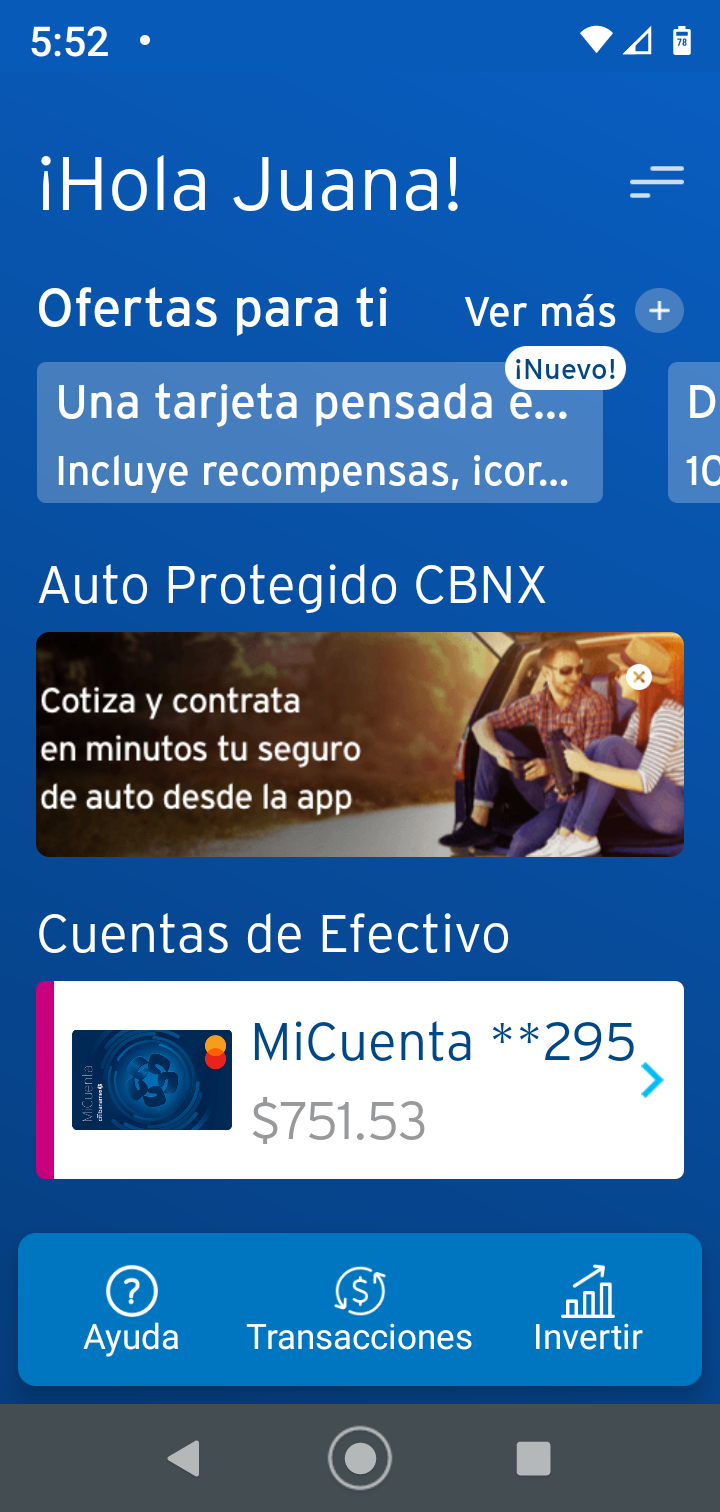 5:52
78
¡Hola Juana!
Ofertas para ti
Ver más
¡Nuevo!
Una tarjeta pensada e...
Incluye recompensas, ¡cor...
D
10
Auto Protegido CBNX
Cotiza y contrata
en minutos tu seguro
de auto desde la app
Cuentas de Efectivo
MiCuenta **295
MiCuenta
citibanamex
$751.53
Ayuda
Transacciones
Invertir